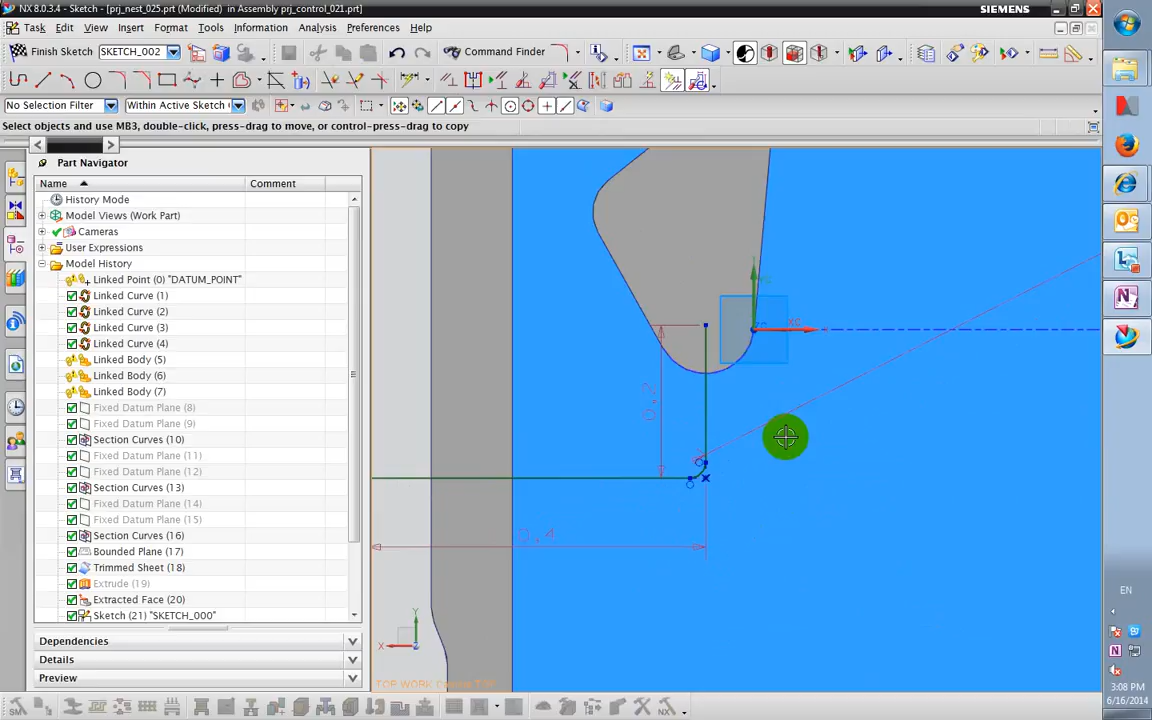 NX 8.0.3.4 - Sketch - [prj_nest_025.prt (Modified) in Assembly prj_control_021.prt]
SIEMENS
Task Edit View Insert Format Tools Information Analysis Preferences Help
Finish Sketch SKETCH_002 Command Finder
No Selection Filter Within Active Sketch
Select objects and use MB3, double-click, press-drag to move, or control-press-drag to copy
Part Navigator
Name Comment
History Mode
Model Views (Work Part)
Cameras
User Expressions
Model History
Linked Point (0) "DATUM_POINT"
Linked Curve (1)
Linked Curve (2)
Linked Curve (3)
Linked Curve (4)
Linked Body (5)
Linked Body (6)
Linked Body (7)
Fixed Datum Plane (8)
Fixed Datum Plane (9)
Section Curves (10)
Fixed Datum Plane (11)
Fixed Datum Plane (12)
Section Curves (13)
Fixed Datum Plane (14)
Fixed Datum Plane (15)
Section Curves (16)
Bounded Plane (17)
Trimmed Sheet (18)
Extrude (19)
Extracted Face (20)
Sketch (21) "SKETCH_000"
Dependencies
Details
Preview
XC
0.2
Y
X
Z
EN
3:08 PM
6/16/2014